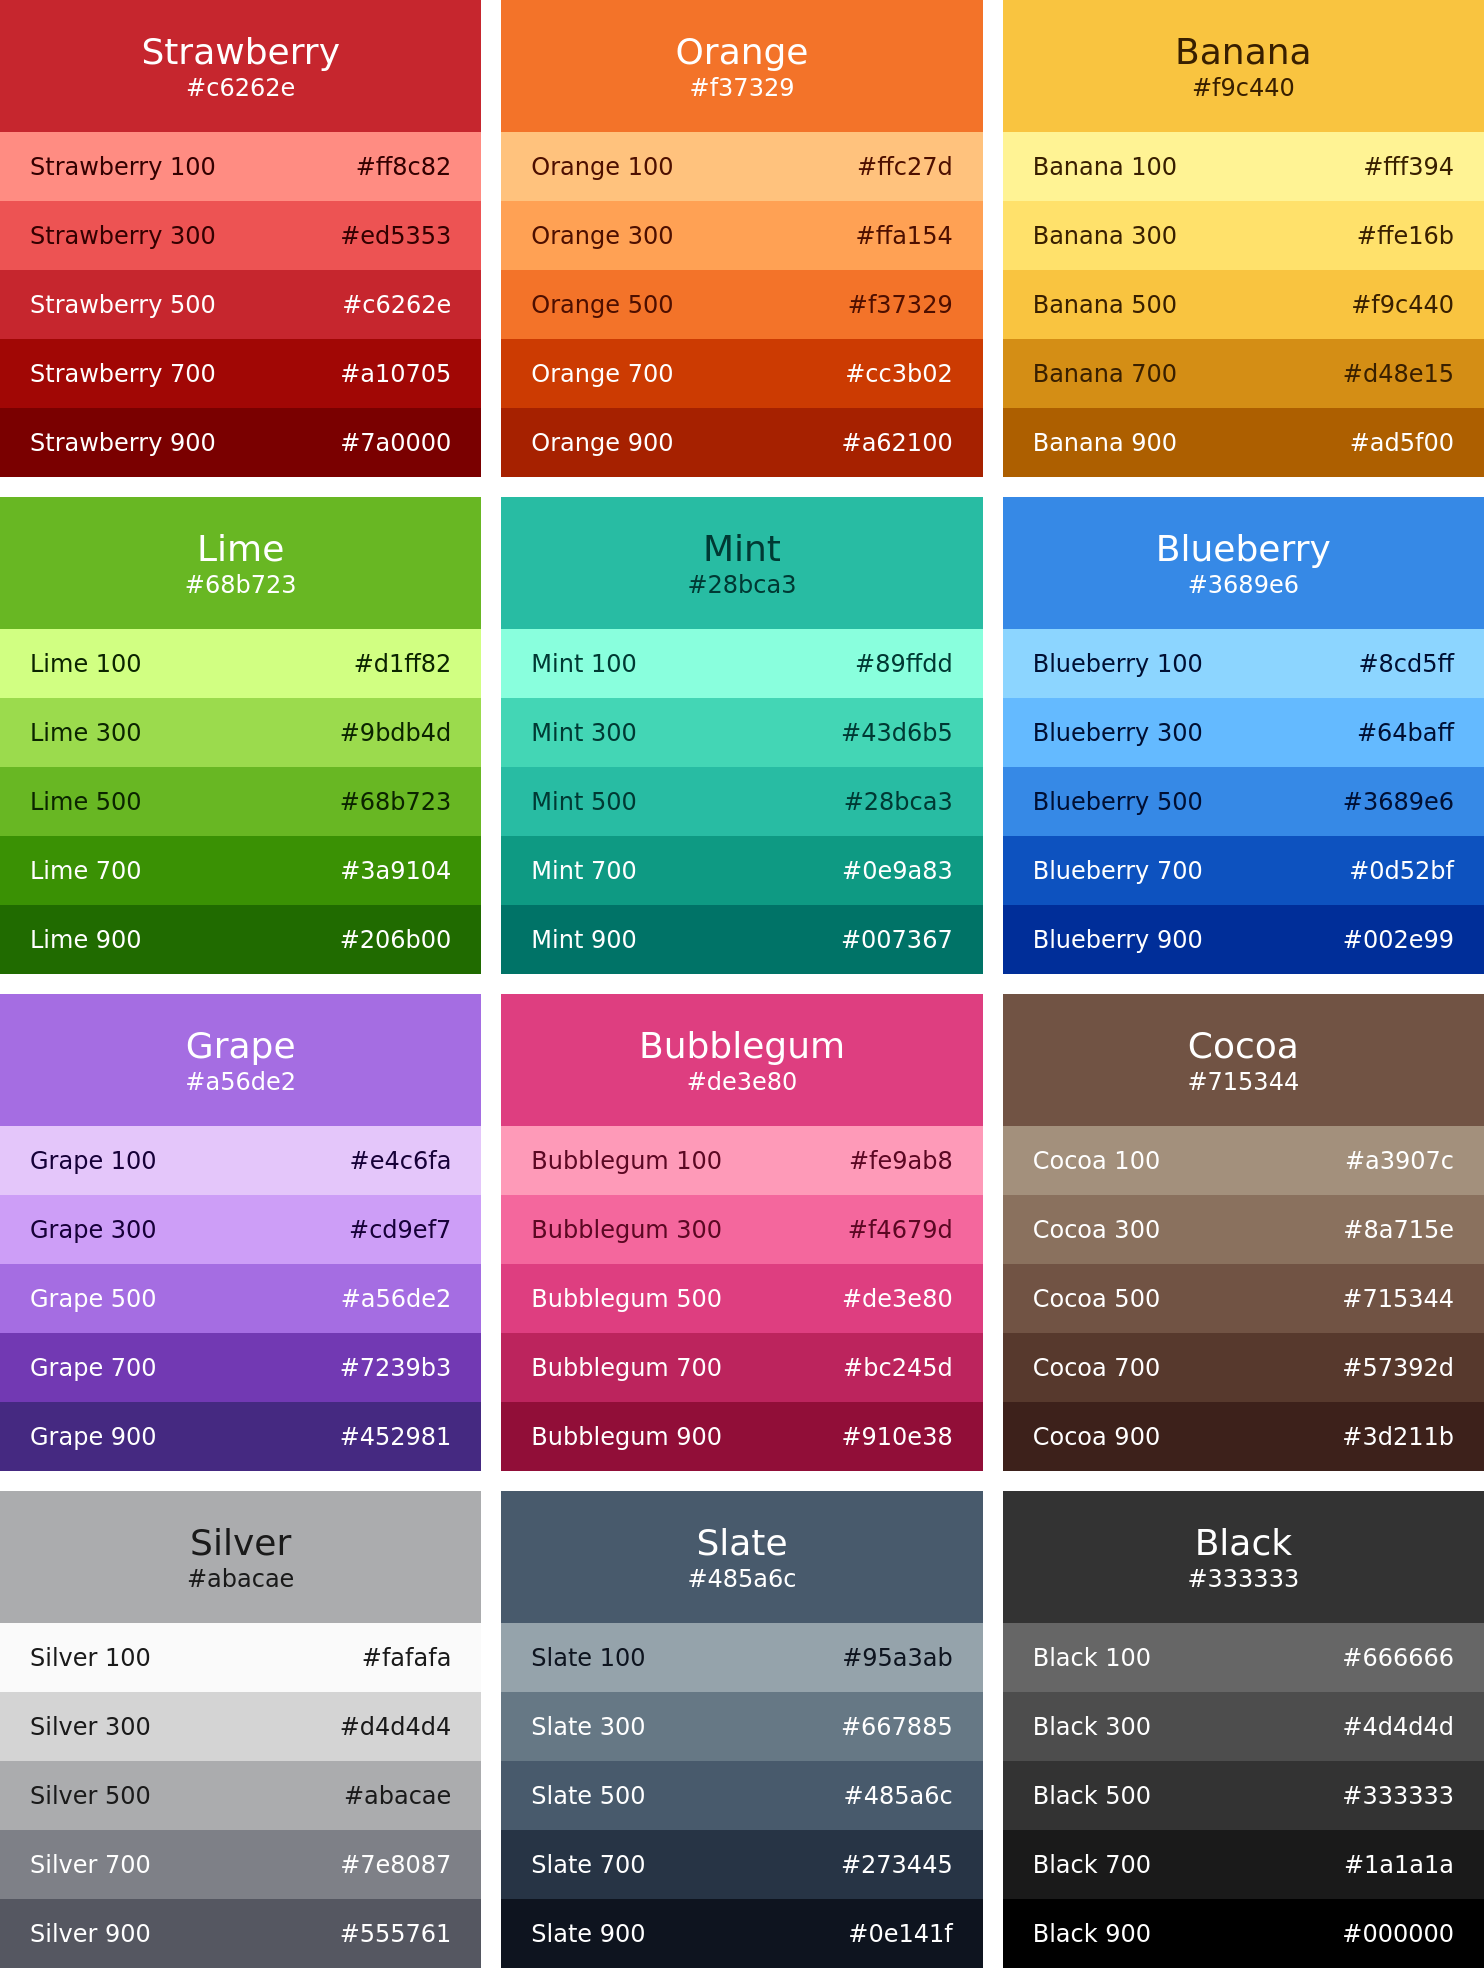 Strawberry
#c6262e
Strawberry 100 #ff8c82
Strawberry 300 #ed5353
Strawberry 500 #c6262e
Strawberry 700 #a10705
Strawberry 900 #7a0000
Orange
#f37329
Orange 100 #ffc27d
Orange 300 #ffa154
Orange 500 #f37329
Orange 700 #cc3b02
Orange 900 #a62100
Banana
#f9c440
Banana 100 #fff394
Banana 300 #ffe16b
Banana 500 #f9c440
Banana 700 #d48e15
Banana 900 #ad5f00
Lime
#68b723
Lime 100 #d1ff82
Lime 300 #9bdb4d
Lime 500 #68b723
Lime 700 #3a9104
Lime 900 #206b00
Mint
#28bca3
Mint 100 #89ffdd
Mint 300 #43d6b5
Mint 500 #28bca3
Mint 700 #0e9a83
Mint 900 #007367
Blueberry
#3689e6
Blueberry 100 #8cd5ff
Blueberry 300 #64baff
Blueberry 500 #3689e6
Blueberry 700 #0d52bf
Blueberry 900 #002e99
Grape
#a56de2
Grape 100 #e4c6fa
Grape 300 #cd9ef7
Grape 500 #a56de2
Grape 700 #7239b3
Grape 900 #452981
Bubblegum
#de3e80
Bubblegum 100 #fe9ab8
Bubblegum 300 #f4679d
Bubblegum 500 #de3e80
Bubblegum 700 #bc245d
Bubblegum 900 #910e38
Cocoa
#715344
Cocoa 100 #a3907c
Cocoa 300 #8a715e
Cocoa 500 #715344
Cocoa 700 #57392d
Cocoa 900 #3d211b
Silver
#abacae
Silver 100 #fafafa
Silver 300 #d4d4d4
Silver 500 #abacae
Silver 700 #7e8087
Silver 900 #555761
Slate
#485a6c
Slate 100 #95a3ab
Slate 300 #667885
Slate 500 #485a6c
Slate 700 #273445
Slate 900 #0e141f
Black
#333333
Black 100 #666666
Black 300 #4d4d4d
Black 500 #333333
Black 700 #1a1a1a
Black 900 #000000